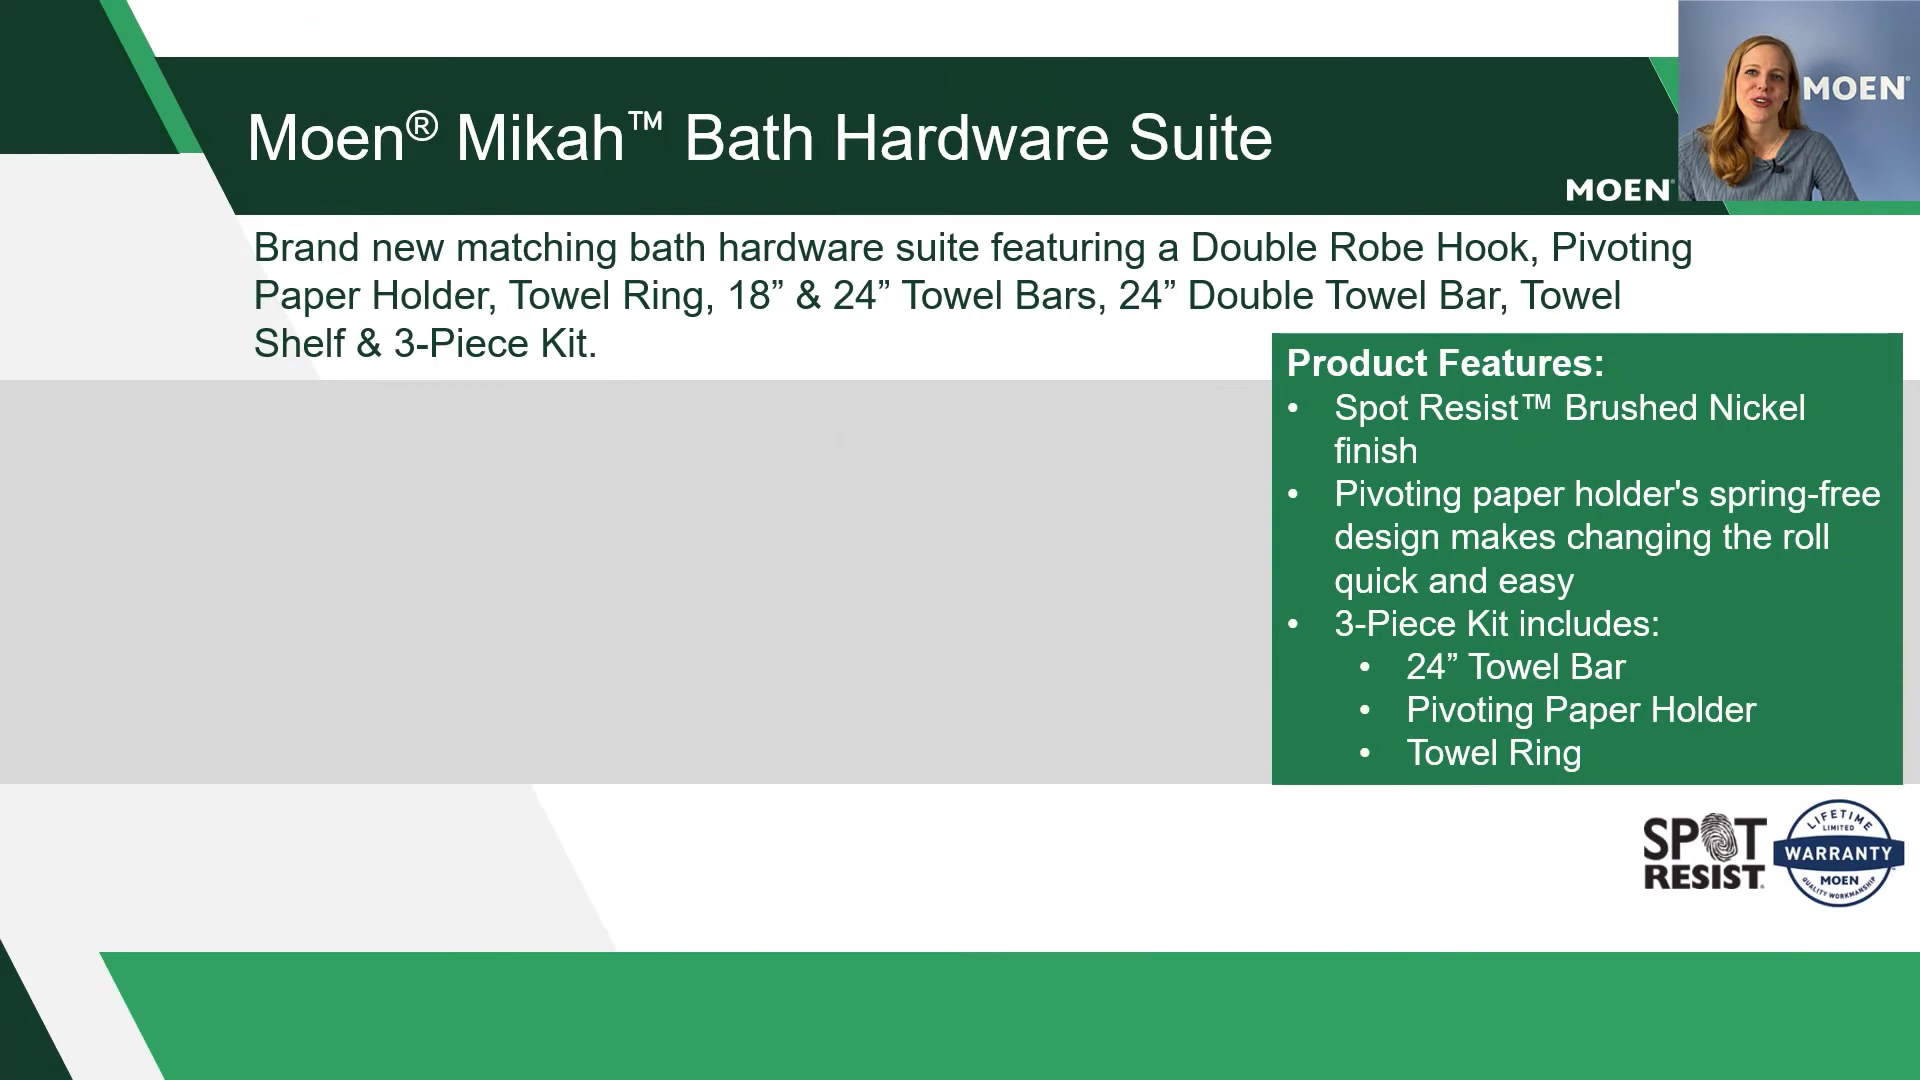 Moen® Mikah™ Bath Hardware Suite
MOEN®
MOEN®
Brand new matching bath hardware suite featuring a Double Robe Hook, Pivoting
Paper Holder, Towel Ring, 18” & 24” Towel Bars, 24” Double Towel Bar, Towel
Shelf & 3-Piece Kit.
Product Features:
• Spot Resist™ Brushed Nickel
finish
• Pivoting paper holder's spring-free
design makes changing the roll
quick and easy
• 3-Piece Kit includes:
• 24” Towel Bar
• Pivoting Paper Holder
• Towel Ring
SPOT
RESIST
LIFETIME
LIMITED
WARRANTY
MOEN
QUALITY WORKMANSHIP